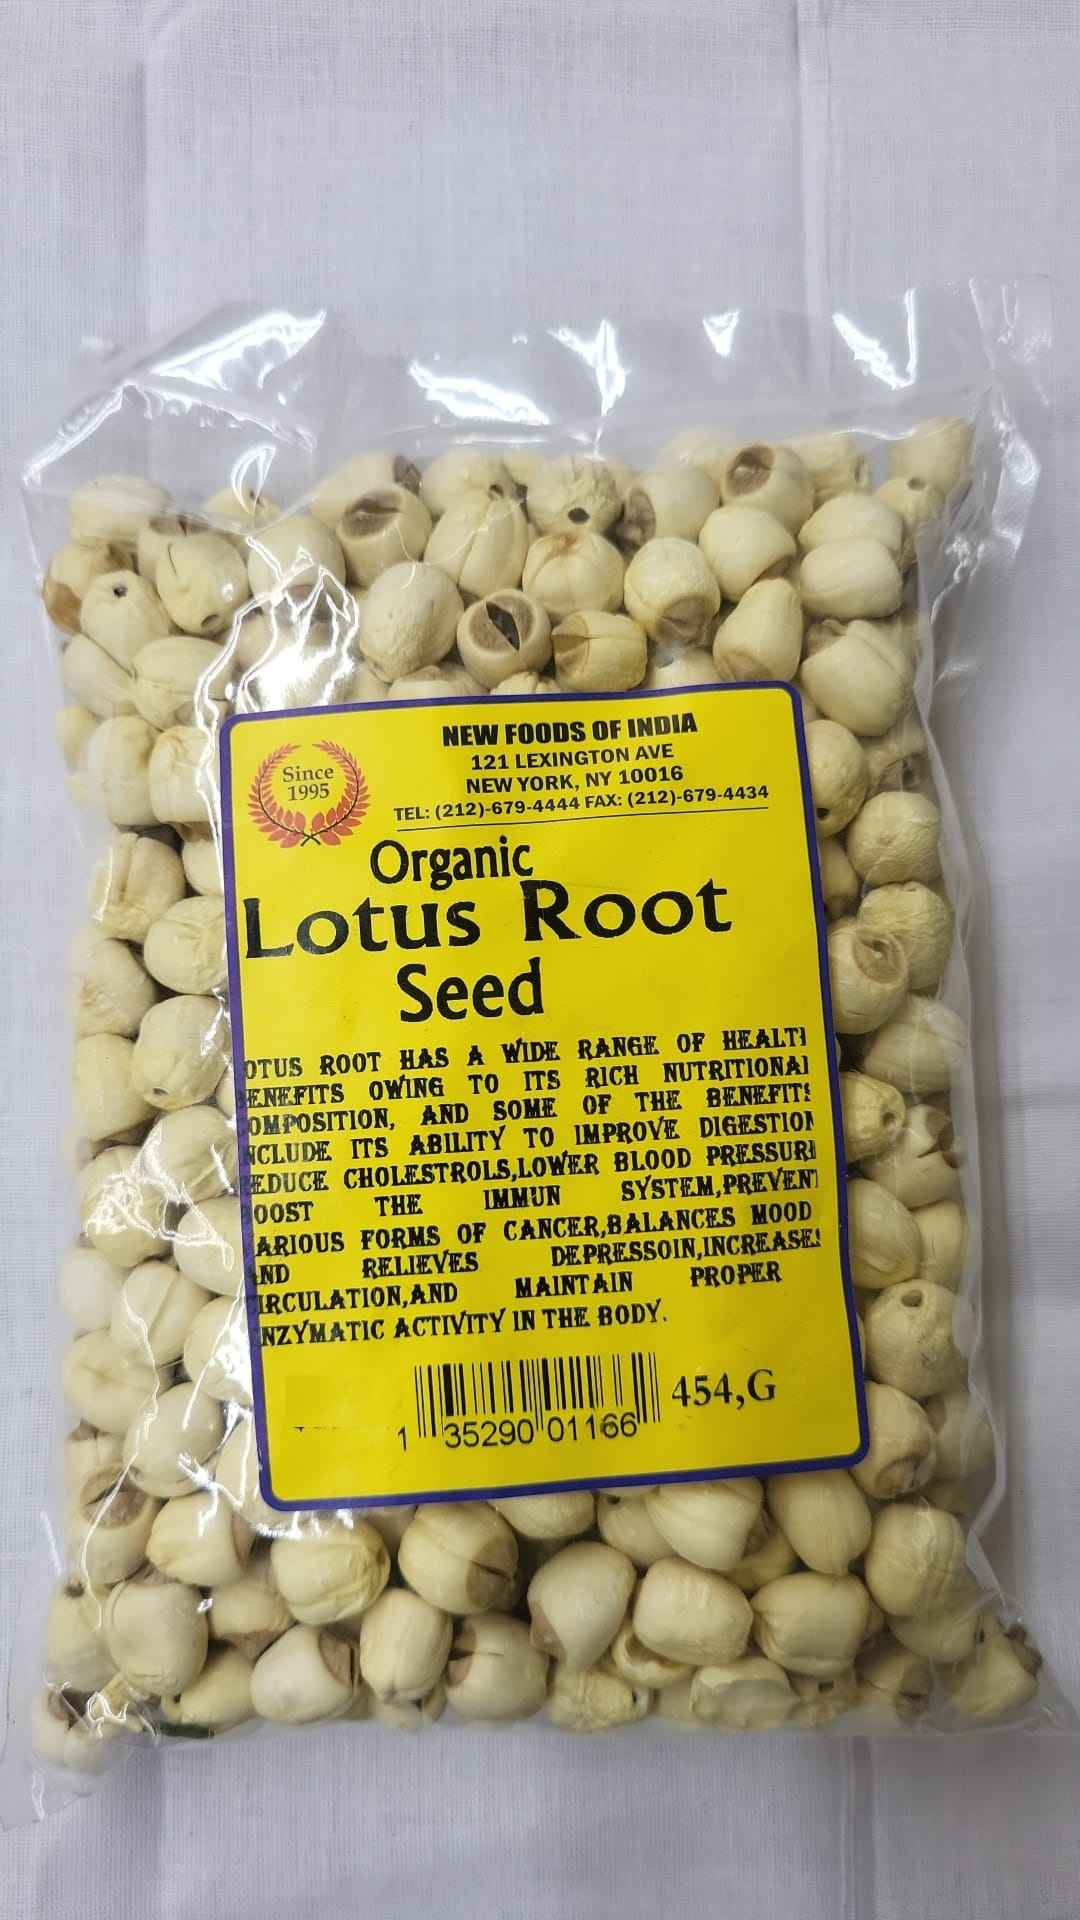 Since
1995
NEW FOODS OF INDIA
121 LEXINGTON AVE
NEW YORK, NY 10016
TEL: (212)-679-4444 FAX: (212)-679-4434
Organic
Lotus Root
Seed
OTUS ROOT HAS A WIDE RANGE OF HEALTH
BENEFITS OWING TO ITS RICH NUTRITIONAL
OMPOSITION, AND SOME OF THE BENEFITS
NCLUDE ITS ABILITY TO IMPROVE DIGESTION
REDUCE CHOLESTROLS,LOWER BLOOD PRESSURE
BOOST THE IMMUN SYSTEM,PREVENT
ARIOUS FORMS OF CANCER,BALANCES MOOD
AND RELIEVES DEPRESSOIN,INCREASES
CIRCULATION,AND MAINTAIN PROPER
ENZYMATIC ACTIVITY IN THE BODY.
1 35290 01166 454,G